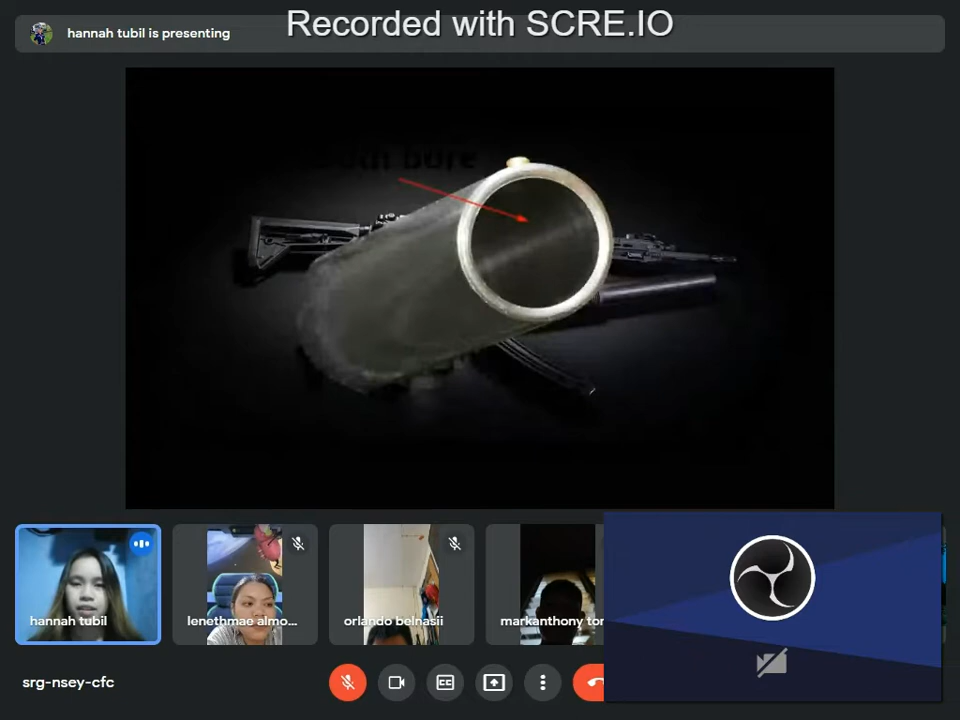 Recorded with SCRE.IO
hannah tubil is presenting
bore
hannah tubil
lenethmae almo...
orlando belnasii
markanthony tor
srg-nsey-cfc